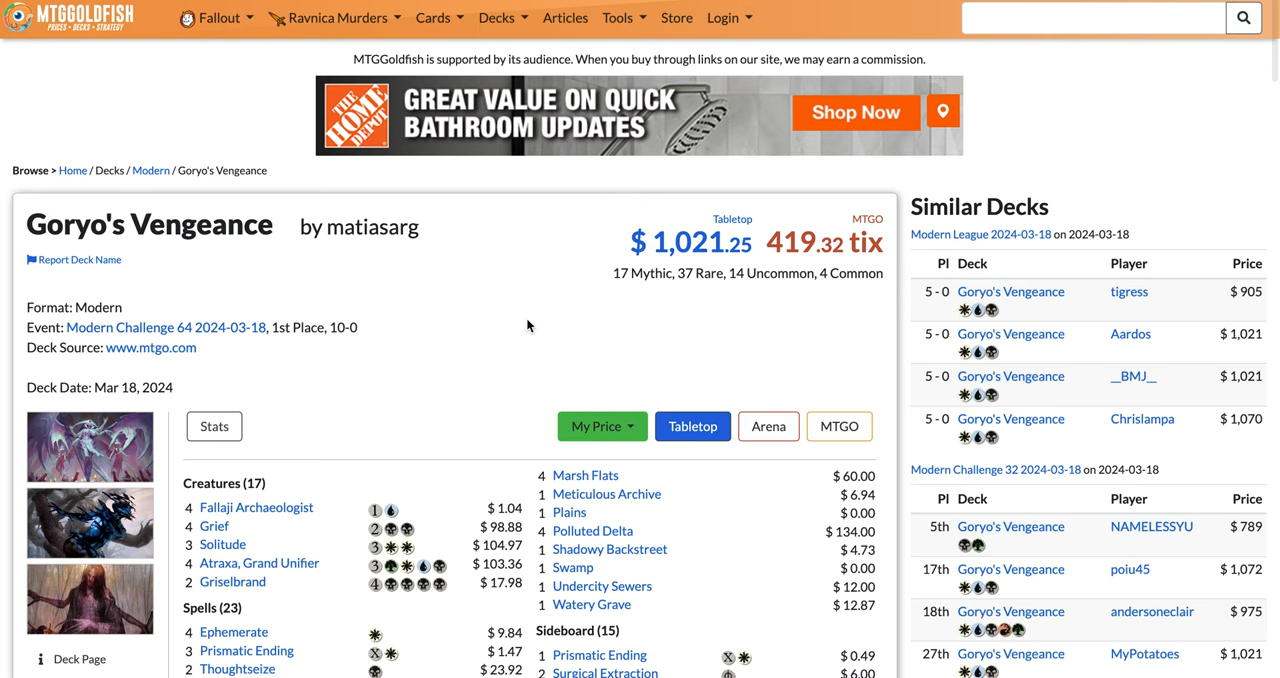 MTGGOLDFISH
PRICES • DECKS • STRATEGY
Fallout
Ravnica Murders
Cards
Decks
Articles
Tools
Store
Login
MTGGoldfish is supported by its audience. When you buy through links on our site, we may earn a commission.
THE HOME DEPOT
GREAT VALUE ON QUICK
BATHROOM UPDATES
Shop Now
Browse > Home / Decks / Modern / Goryo's Vengeance
Goryo's Vengeance by matiasarg
Tabletop MTGO
$ 1,021.25 419.32 tix
Report Deck Name
17 Mythic, 37 Rare, 14 Uncommon, 4 Common
Format: Modern
Event: Modern Challenge 64 2024-03-18, 1st Place, 10-0
Deck Source: www.mtgo.com
Deck Date: Mar 18, 2024
Stats
My Price
Tabletop
Arena
MTGO
Creatures (17)
4 Fallaji Archaeologist 1 $ 1.04
4 Grief 2 $ 98.88
3 Solitude 3 $ 104.97
4 Atraxa, Grand Unifier 3 $ 103.36
2 Griselbrand 4 $ 17.98
Spells (23)
4 Ephemerate $ 9.84
3 Prismatic Ending X $ 1.47
2 Thoughtseize $ 23.92
4 Marsh Flats $ 60.00
1 Meticulous Archive $ 6.94
1 Plains $ 0.00
4 Polluted Delta $ 134.00
1 Shadowy Backstreet $ 4.73
1 Swamp $ 0.00
1 Undercity Sewers $ 12.00
1 Watery Grave $ 12.87
Sideboard (15)
1 Prismatic Ending X $ 0.49
2 Surgical Extraction $ 6.00
Deck Page
Similar Decks
Modern League 2024-03-18 on 2024-03-18
Pl Deck Player Price
5 - 0 Goryo's Vengeance tigress $ 905
5 - 0 Goryo's Vengeance Aardos $ 1,021
5 - 0 Goryo's Vengeance __BMJ__ $ 1,021
5 - 0 Goryo's Vengeance Chrislampa $ 1,070
Modern Challenge 32 2024-03-18 on 2024-03-18
Pl Deck Player Price
5th Goryo's Vengeance NAMELESSYU $ 789
17th Goryo's Vengeance poiu45 $ 1,072
18th Goryo's Vengeance andersoneclair $ 975
27th Goryo's Vengeance MyPotatoes $ 1,021